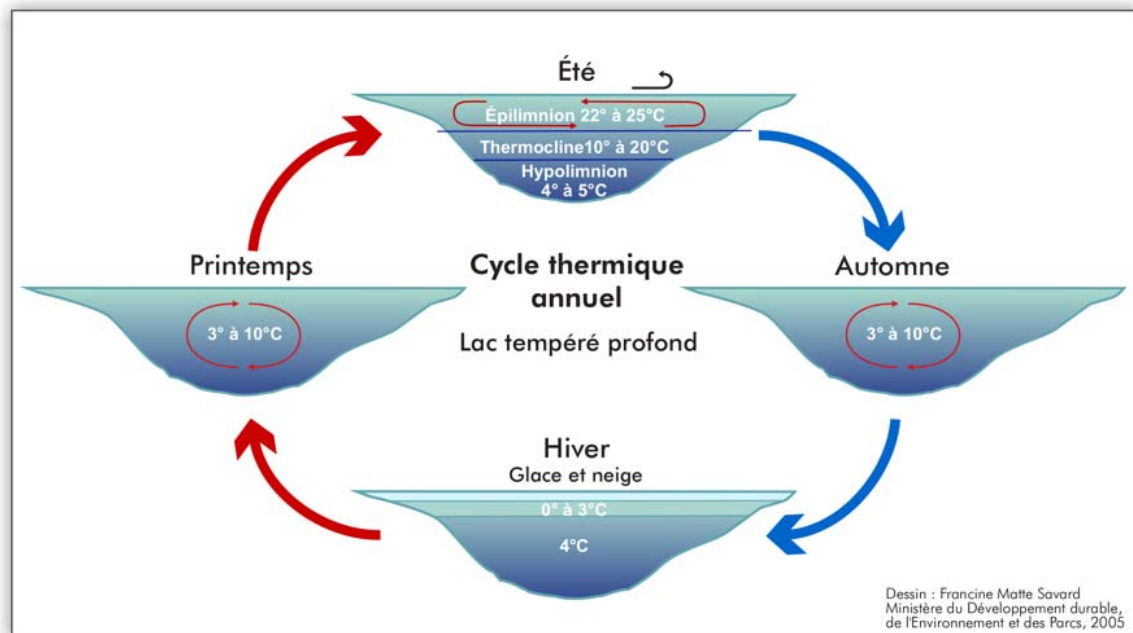 Été
Épilimnion 22° à 25°C
Thermocline10° à 20°C
Hypolimnion
4° à 5°C
Printemps
3° à 10°C
Cycle thermique
annuel
Lac tempéré profond
Automne
3° à 10°C
Hiver
Glace et neige
0° à 3°C
4°C
Dessin : Francine Matte Savard
Ministère du Développement durable,
de l'Environnement et des Parcs, 2005